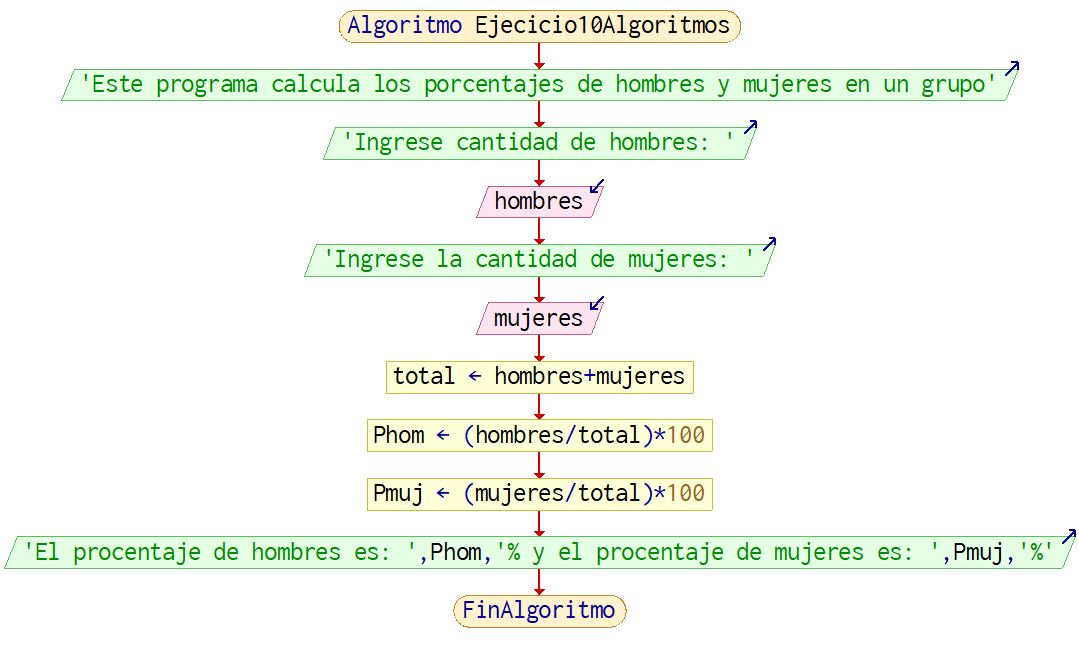 Algoritmo Ejecicio10Algoritmos
'Este programa calcula los porcentajes de hombres y mujeres en un grupo'
'Ingrese cantidad de hombres: '
hombres
'Ingrese la cantidad de mujeres: '
mujeres
total ← hombres+mujeres
Phom ← (hombres/total)*100
Pmuj ← (mujeres/total)*100
'El procentaje de hombres es: ',Phom,'% y el procentaje de mujeres es: ',Pmuj,'%'
FinAlgoritmo